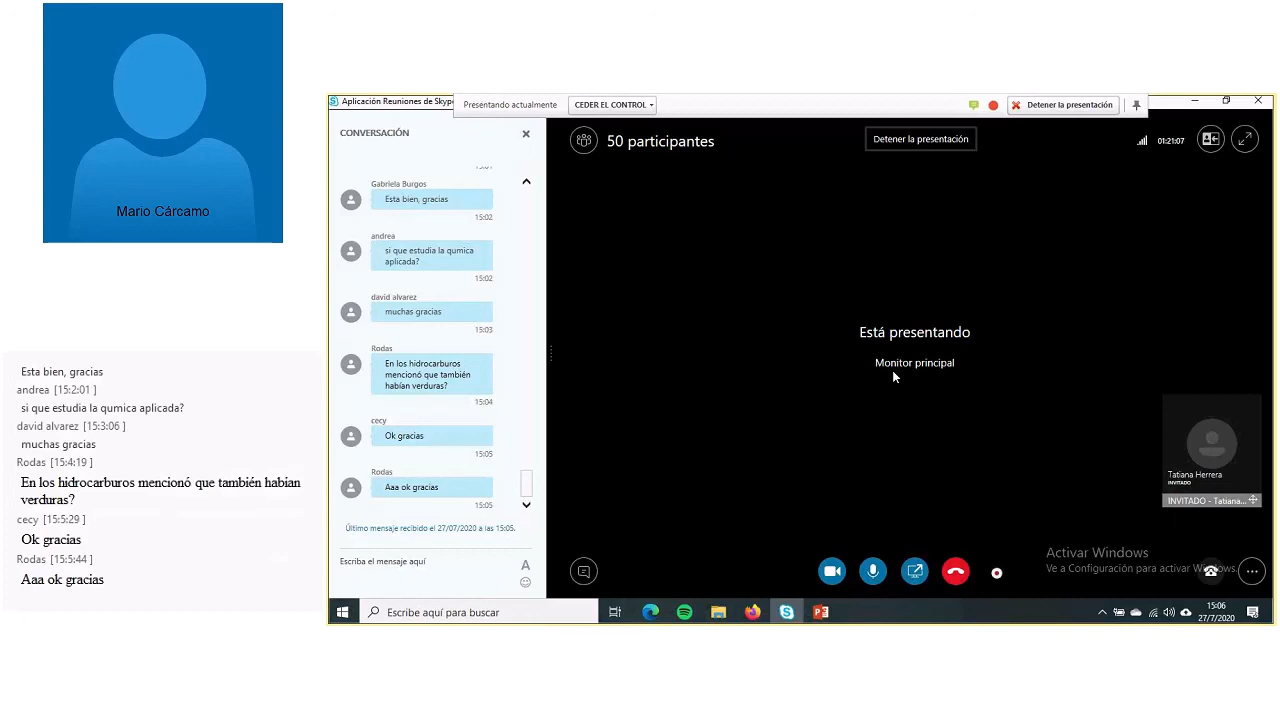 Mario Cárcamo
Esta bien, gracias
andrea [15:2:01 ]
si que estudia la qumica aplicada?
david alvarez [15:3:06 ]
muchas gracias
Rodas [15:4:19 ]
En los hidrocarburos mencionó que también habían
verduras?
cecy [15:5:29 ]
Ok gracias
Rodas [15:5:44 ]
Aaa ok gracias
Aplicación Reuniones de Skyp
Presentando actualmente
CEDER EL CONTROL
Detener la presentación
CONVERSACIÓN
Gabriela Burgos
Esta bien, gracias
15:02
andrea
si que estudia la qumica
aplicada?
15:02
david alvarez
muchas gracias
15:03
Rodas
En los hidrocarburos
mencionó que también
habían verduras?
15:04
cecy
Ok gracias
15:05
Rodas
Aaa ok gracias
15:05
Último mensaje recibido el 27/07/2020 a las 15:05.
Escriba el mensaje aquí
A
50 participantes
Detener la presentación
01:21:07
Está presentando
Monitor principal
Tatiana Herrera
INVITADO
INVITADO - Tatiana...
Activar Windows
Ve a Configuración para activar Windows.
Escribe aquí para buscar
15:06
27/7/2020